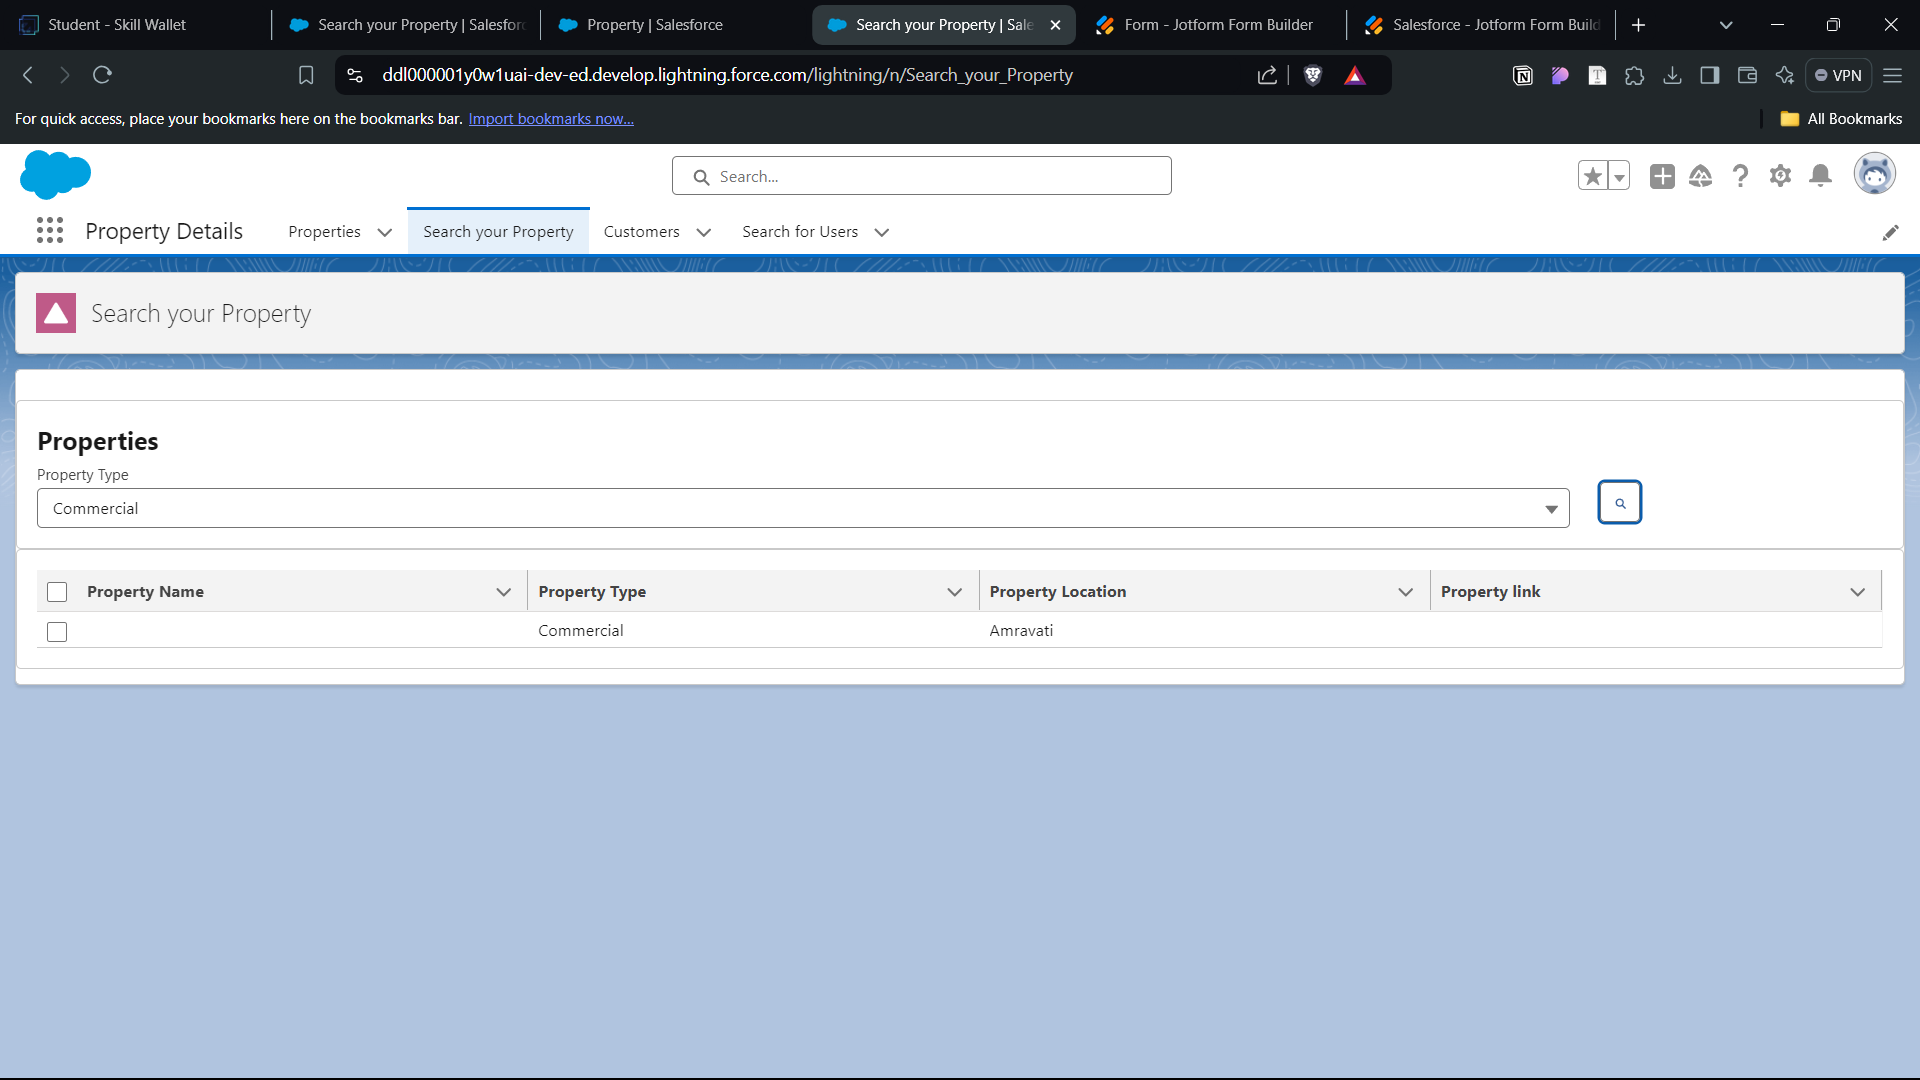 Student - Skill Wallet
Search your Property | Salesforc
Property | Salesforce
Search your Property | Sale
Form - Jotform Form Builder
Salesforce - Jotform Form Build
ddl000001y0w1uai-dev-ed.develop.lightning.force.com/lightning/n/Search_your_Property
VPN
For quick access, place your bookmarks here on the bookmarks bar. Import bookmarks now...
All Bookmarks
Search...
Property Details
Properties
Search your Property
Customers
Search for Users
Search your Property
Properties
Property Type
Commercial
Property Name
Property Type
Property Location
Property link
Commercial
Amravati